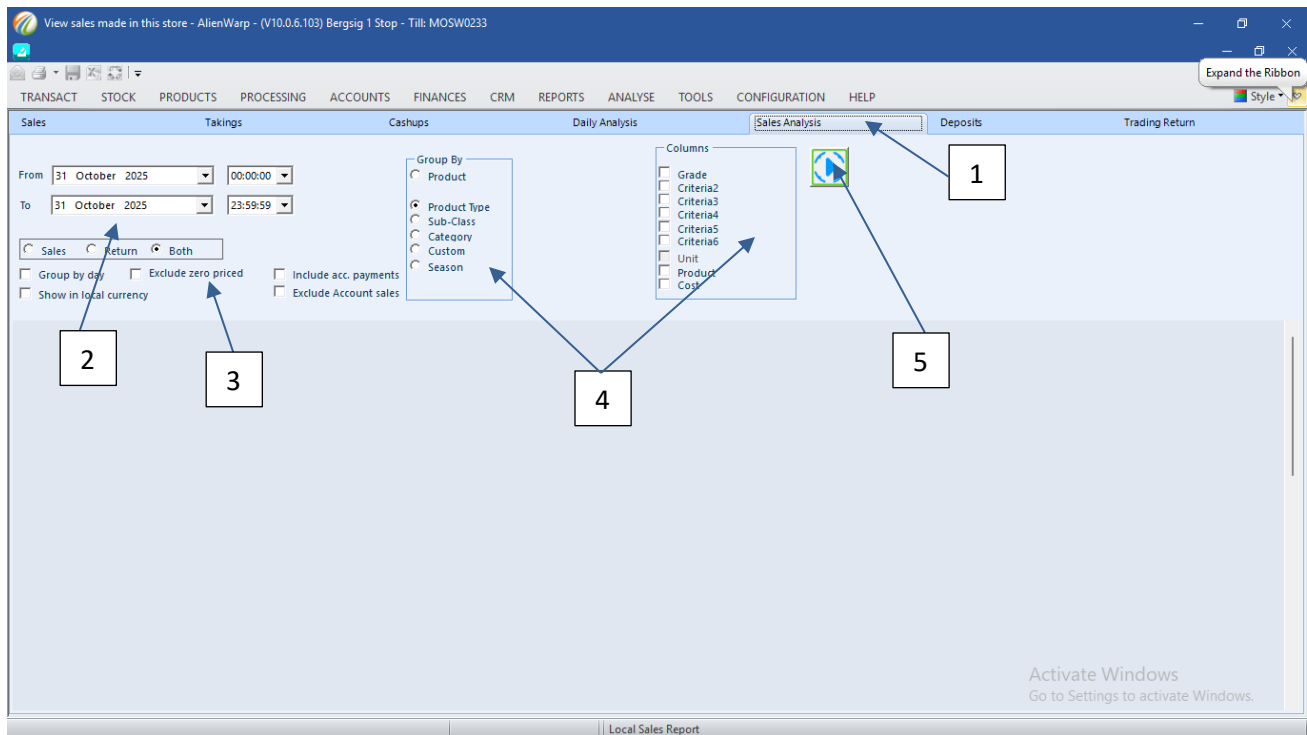 View sales made in this store - AlienWarp - (V10.0.6.103) Bergsig 1 Stop - Till: MOSW0233
Expand the Ribbon
TRANSACT STOCK PRODUCTS PROCESSING ACCOUNTS FINANCES CRM REPORTS ANALYSE TOOLS CONFIGURATION HELP Style
Sales Takings Cashups Daily Analysis Sales Analysis Deposits Trading Return
From 31 October 2025 00:00:00
To 31 October 2025 23:59:59
Sales Return Both
Group by day Exclude zero priced Include acc. payments
Show in local currency Exclude Account sales
Group By
Product
Product Type
Sub-Class
Category
Custom
Season
Columns
Grade
Criteria2
Criteria3
Criteria4
Criteria5
Criteria6
Unit
Product
Cost
1
2
3
4
5
Activate Windows
Go to Settings to activate Windows.
Local Sales Report